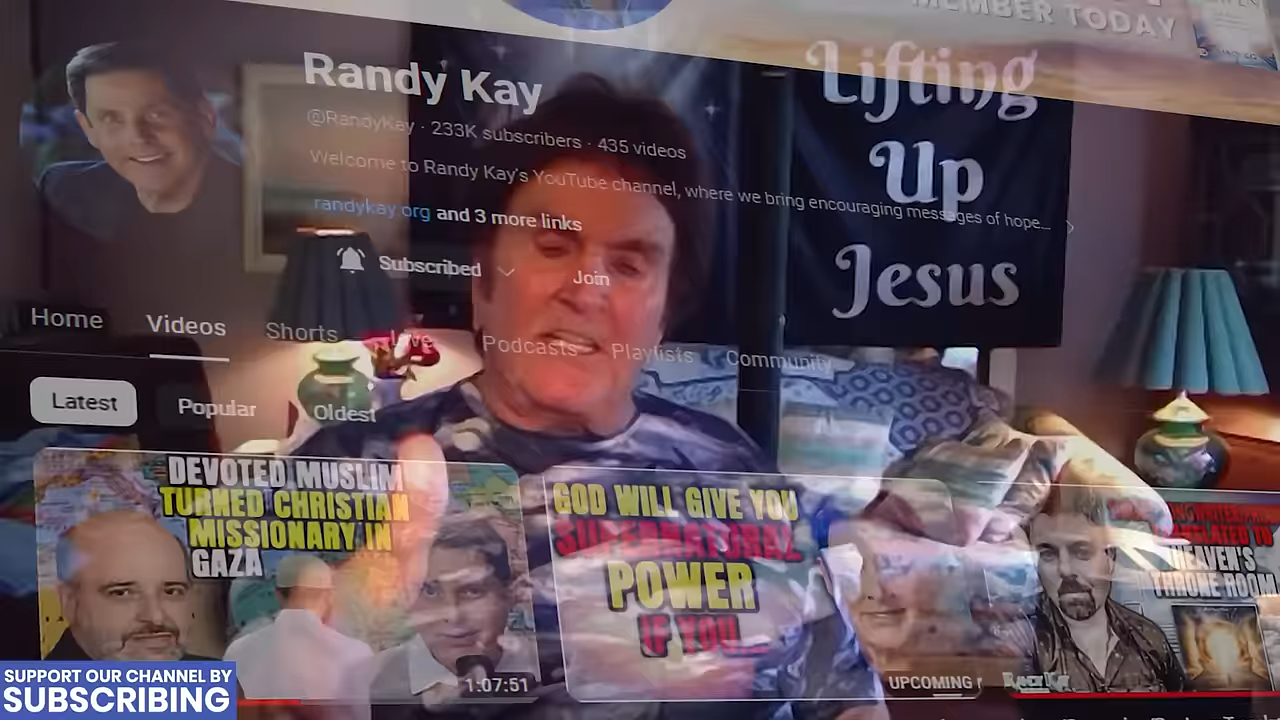 MEMBER TODAY
Randy Kay
@RandyKay · 233K subscribers · 435 videos
Welcome to Randy Kay's YouTube channel, where we bring encouraging messages of hope...
randykay.org and 3 more links
Subscribed
Join
Lifting
Up
Jesus
Home
Videos
Shorts
Live
Podcasts
Playlists
Community
Latest
Popular
Oldest
DEVOTED MUSLIM
TURNED CHRISTIAN
MISSIONARY IN
GAZA
1:07:51
GOD WILL GIVE YOU
SUPERNATURAL
POWER
IF YOU...
UPCOMING
TO
HEAVEN'S
THRONE ROOM
Randy Kay
SUPPORT OUR CHANNEL BY
SUBSCRIBING